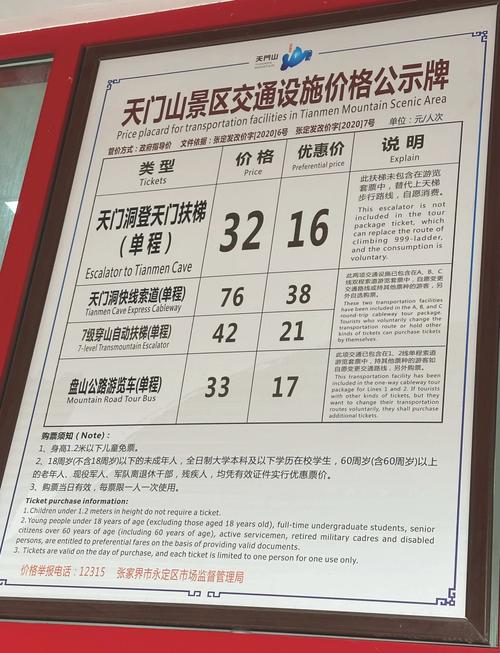 天門山
天门山景区交通设施价格公示牌
Price placard for transportation facilities in Tianmen Mountain Scenic Area
管价方式：政府指导价 文件依据：张定发改价字[2020]6号 张定发改价字[2020]7号 单位：元/人次
类型 价格 优惠价 说明
Tickets Price Preferential price Explain
天门洞登天门扶梯
(单程)
Escalator to Tianmen Cave
32 16
此扶梯未包含在游览
套票中，替代上天梯
步行路线，自愿消费。
This escalator is
not included in the tour
package ticket, which
can replace the route of
climbing 999-ladder,
and the consumption is
voluntary.
天门洞快线索道(单程)
Tianmen Cave Express Cableway
76 38
7级穿山自动扶梯(单程)
7-level Transmountain Escalator
42 21
此两项交通设施已包含在A、B、C
线双程索道游览套票中，自愿变更
交通路线或持其他票种的游客，另
外自选购票。
These two transportation facilities
have been included in the A, B, and C
round-trip cableway tour package.
Tourists who voluntarily change the
transportation route or hold other
kinds of tickets can purchase tickets
by themselves.
盘山公路游览车(单程)
Mountain Road Tour Bus
33 17
此项交通已包含在1、2线单程索道
游览套票中，持其他票种的游客如
自愿变更交通路线，另外购票。
This transportation facility has been
included in the one-way cableway tour package
for Lines 1 and 2. If tourists
with other kinds of tickets, but they
want to change their transportation
routes voluntarily, they shall purchase
additional tickets.
购票须知（Note）：
1、身高1.2米以下儿童免票。
2、18周岁(不含18周岁)以下的未成年人，全日制大学本科及以下学历在校学生，60周岁(含60周岁)以上
的老年人、现役军人、军队离退休干部，残疾人，均凭有效证件实行优惠票价。
3、购票当日有效，每票限一人一次使用。
Ticket purchase information:
1.Children under 1.2 meters in height do not require a ticket.
2.Young people under 18 years of age (excluding those aged 18 years old), full-time undergraduate students, senior
citizens over 60 years of age (including 60 years of age), active servicemen, retired military cadres and disabled
persons, are entitled to preferential fares on the basis of providing valid documents.
3. Tickets are valid on the day of purchase, and each ticket is limited to one person for one use only.
价格举报电话：12315 张家界市永定区市场监督管理局